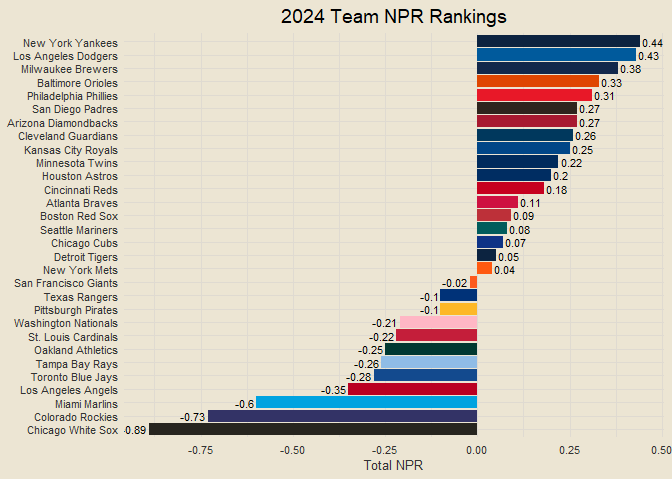 2024 Team NPR Rankings
New York Yankees 0.44
Los Angeles Dodgers 0.43
Milwaukee Brewers 0.38
Baltimore Orioles 0.33
Philadelphia Phillies 0.31
San Diego Padres 0.27
Arizona Diamondbacks 0.27
Cleveland Guardians 0.26
Kansas City Royals 0.25
Minnesota Twins 0.22
Houston Astros 0.2
Cincinnati Reds 0.18
Atlanta Braves 0.11
Boston Red Sox 0.09
Seattle Mariners 0.08
Chicago Cubs 0.07
Detroit Tigers 0.05
New York Mets 0.04
San Francisco Giants -0.02
Texas Rangers -0.1
Pittsburgh Pirates -0.1
Washington Nationals -0.21
St. Louis Cardinals -0.22
Oakland Athletics -0.25
Tampa Bay Rays -0.26
Toronto Blue Jays -0.28
Los Angeles Angels -0.35
Miami Marlins -0.6
Colorado Rockies -0.73
Chicago White Sox -0.89
-0.75 -0.50 -0.25 0.00 0.25 0.50
Total NPR